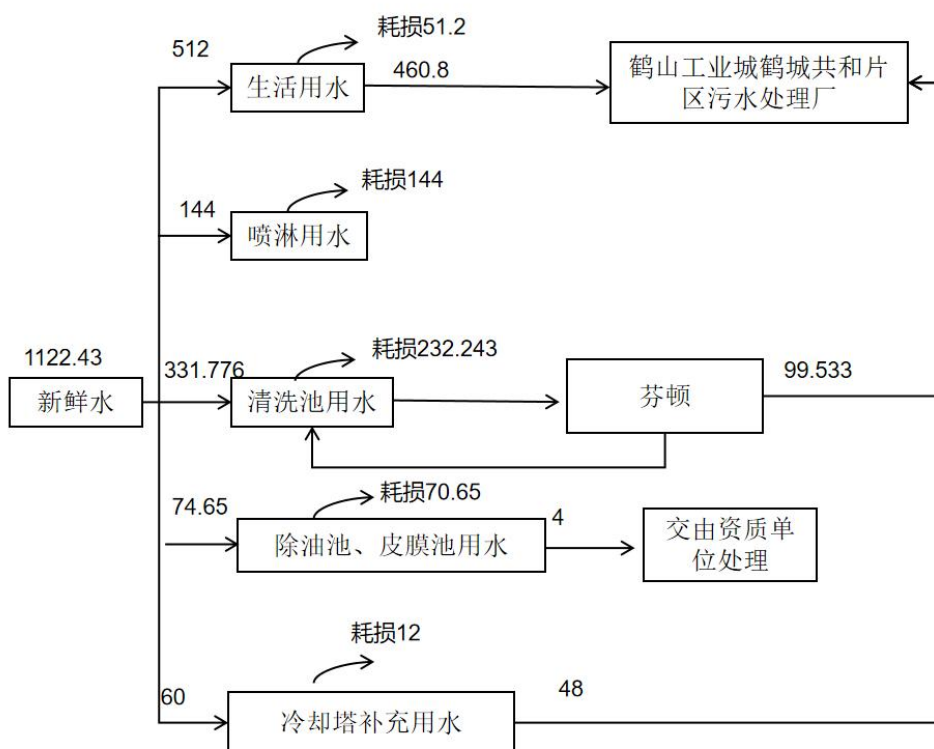 耗损51.2
512
生活用水
460.8
鹤山工业城鹤城共和片
区污水处理厂
耗损144
144
喷淋用水
1122.43
新鲜水
331.776
耗损232.243
清洗池用水
芬顿
99.533
74.65
耗损70.65
除油池、皮膜池用水
4
交由资质单
位处理
耗损12
60
冷却塔补充用水
48